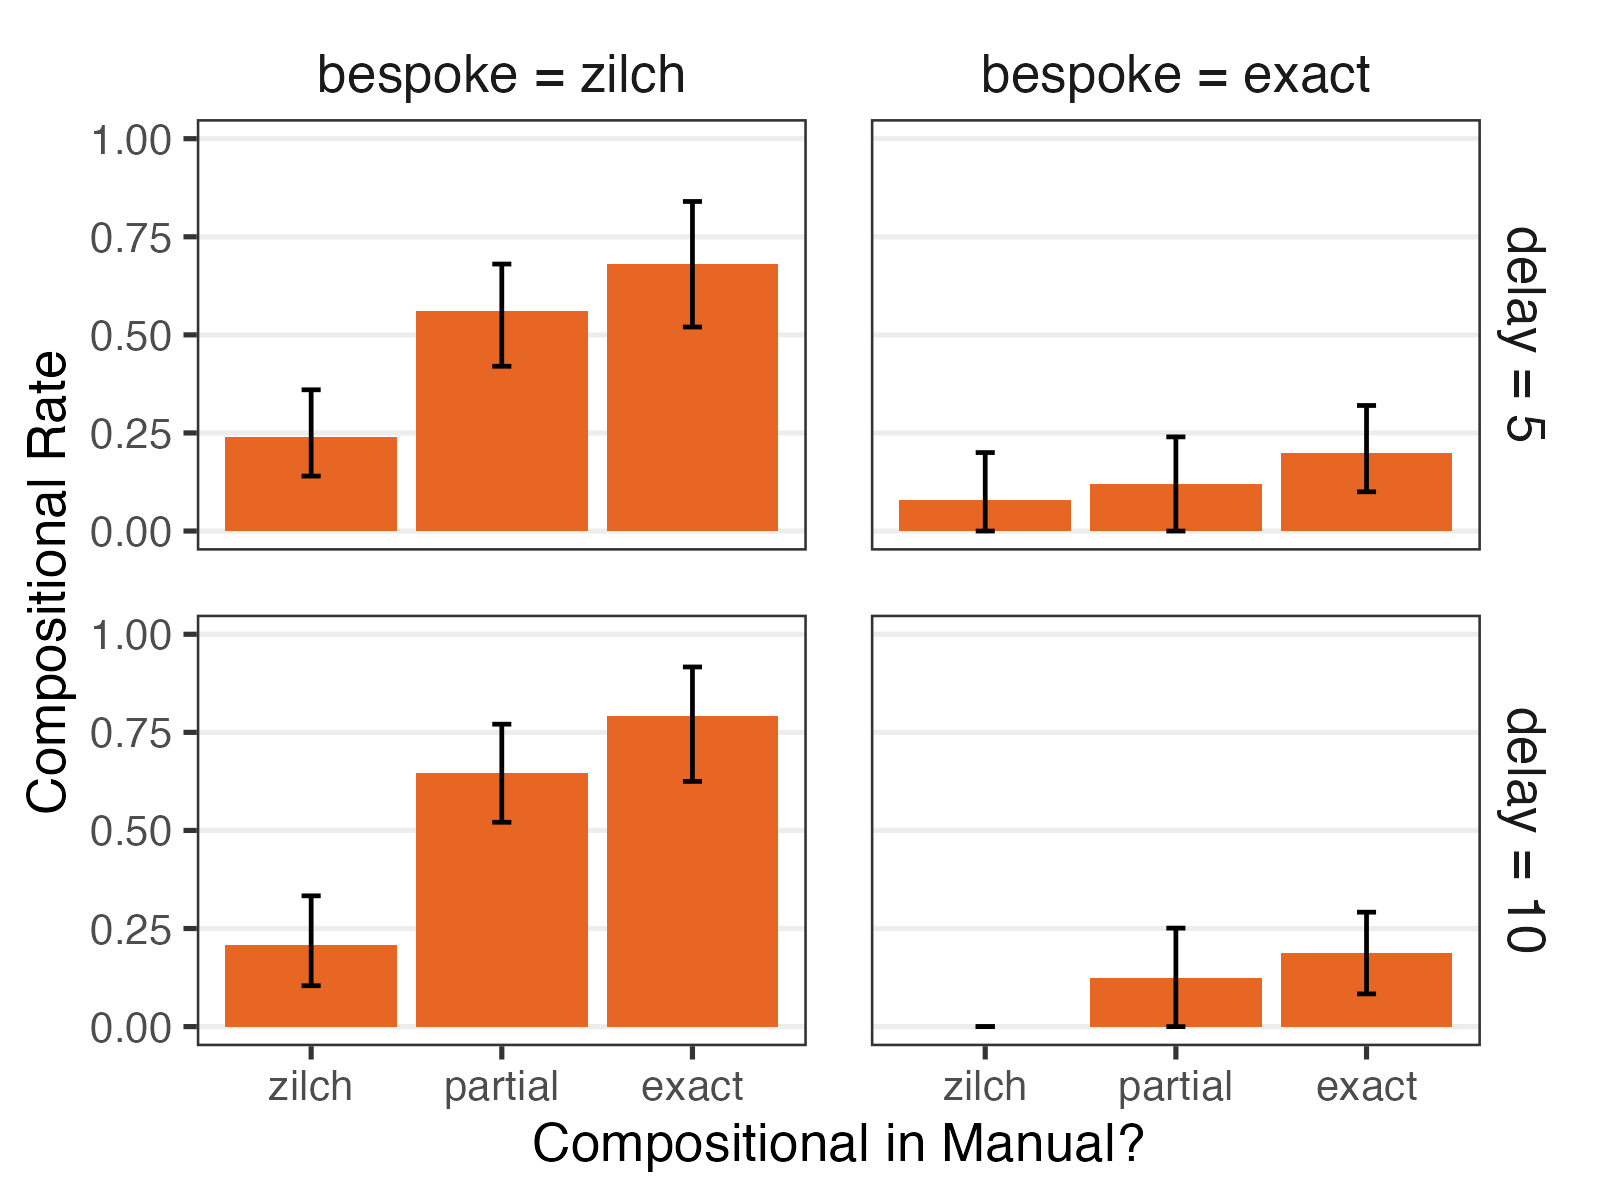 bespoke = zilch
bespoke = exact
1.00
0.75
0.50
0.25
0.00
delay = 5
1.00
0.75
0.50
0.25
0.00
delay = 10
Compositional Rate
zilch
partial
exact
zilch
partial
exact
Compositional in Manual?